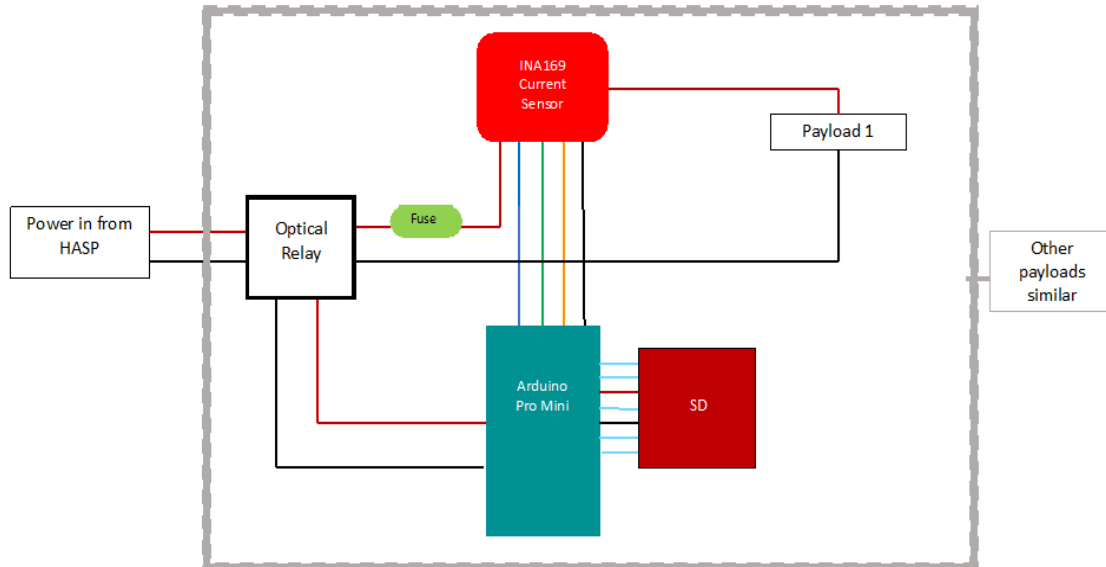 INA169
Current
Sensor
Payload 1
Power in from
HASP
Optical
Relay
Fuse
Other
payloads
similar
Arduino
Pro Mini
SD